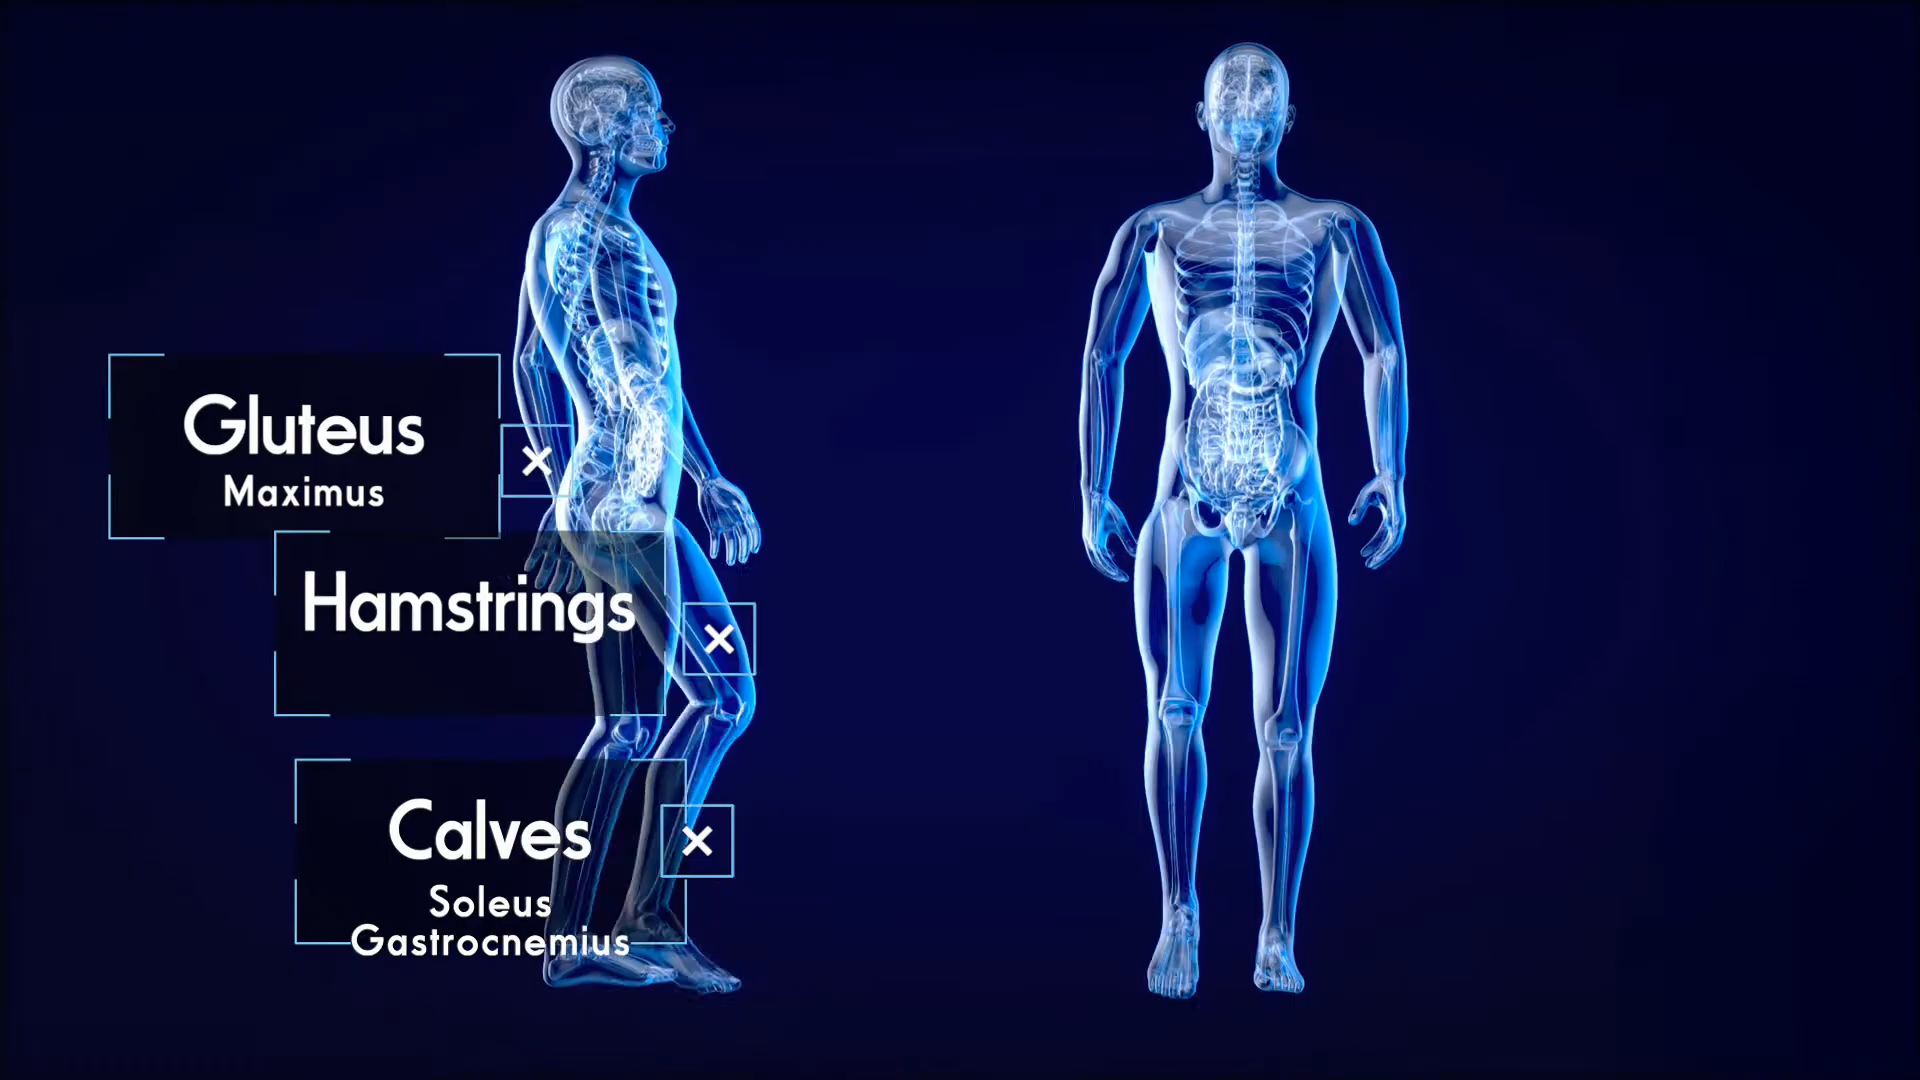 Gluteus
Maximus
Hamstrings
Calves
Soleus
Gastrocnemius